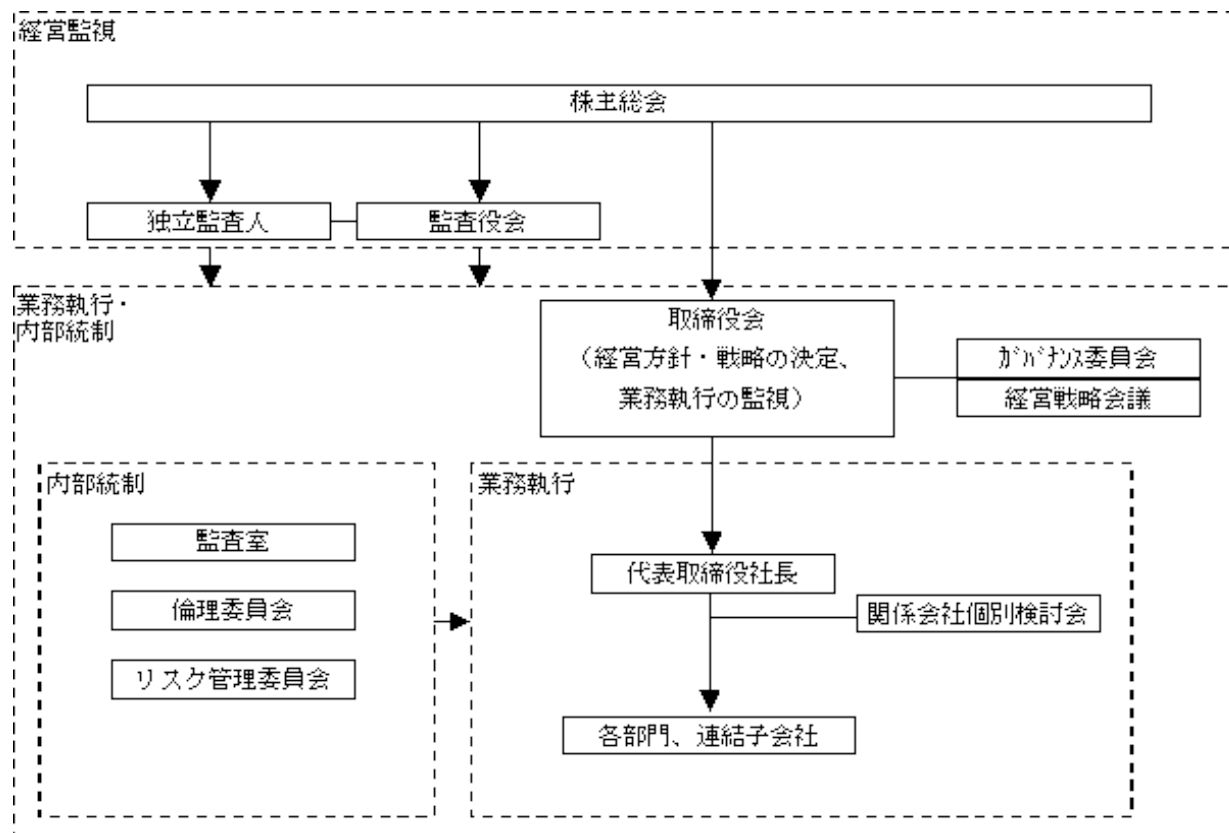 経営監視
株主総会
独立監査人
監査役会
業務執行・
内部統制
取締役会
（経営方針・戦略の決定、
業務執行の監視）
ｶﾞﾊﾞﾅﾝｽ委員会
経営戦略会議
内部統制
監査室
倫理委員会
リスク管理委員会
業務執行
代表取締役社長
関係会社個別検討会
各部門、連結子会社